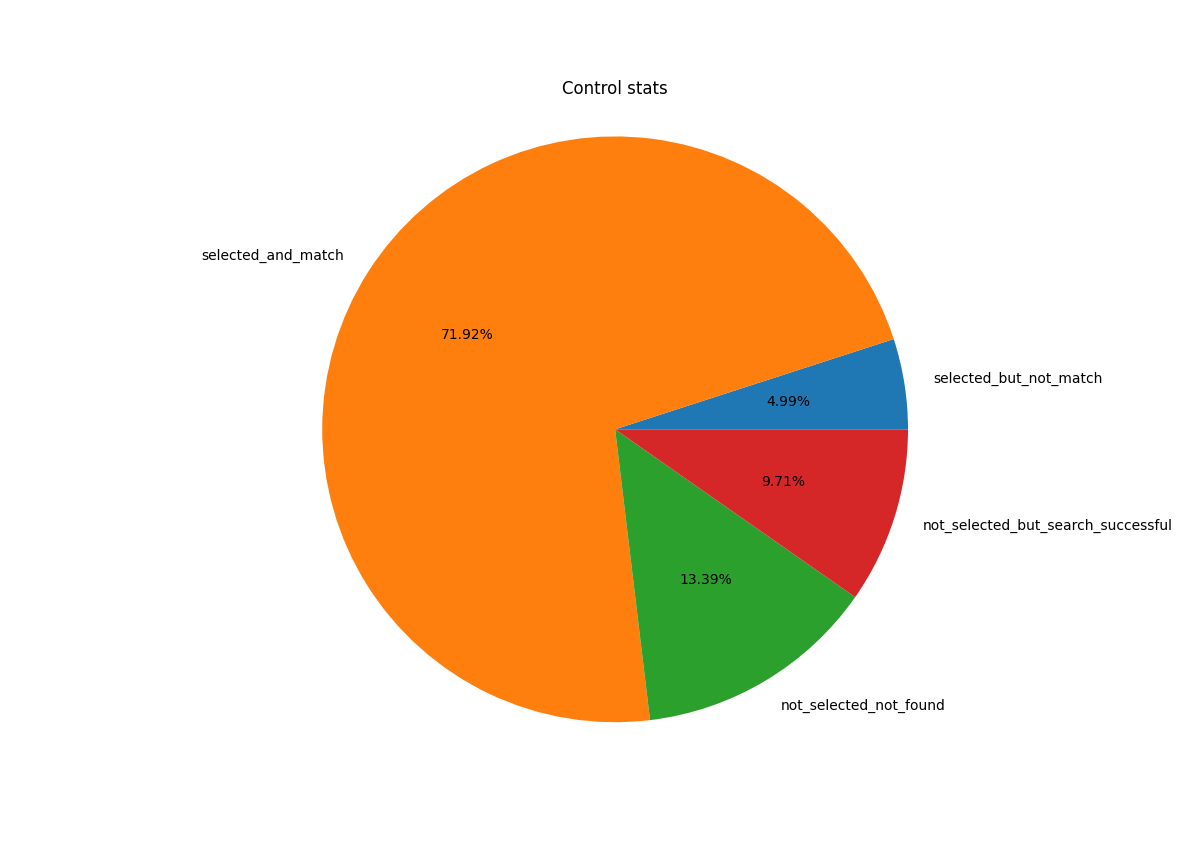 Control stats
selected_and_match
71.92%
selected_but_not_match
4.99%
9.71%
not_selected_but_search_successful
13.39%
not_selected_not_found